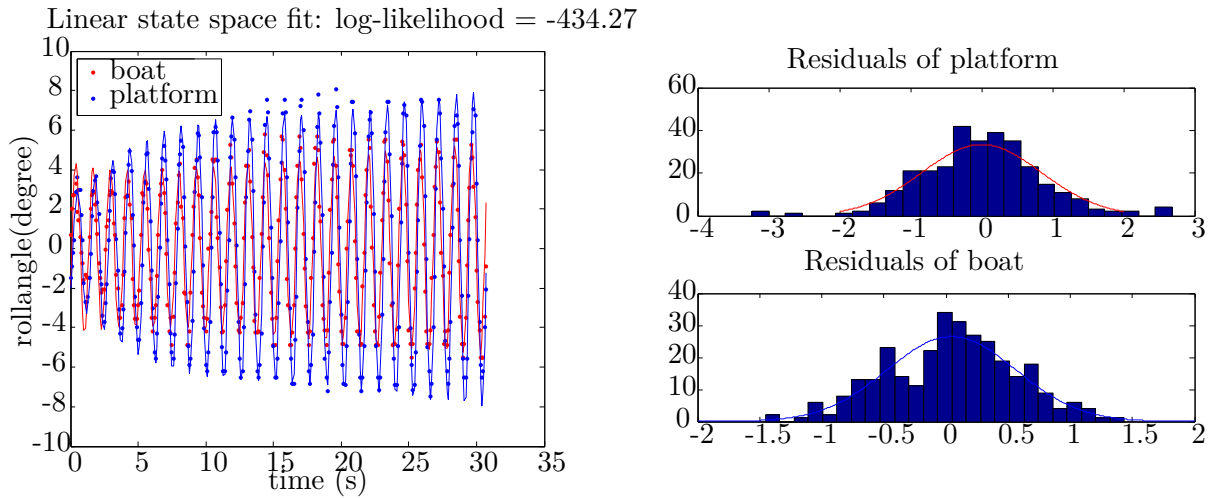 Linear state space fit: log-likelihood = -434.27
10
8
6
4
2
0
-2
-4
-6
-8
-10
rollangle(degree)
boat
platform
0 5 10 15 20 25 30 35
time (s)
Residuals of platform
60
40
20
0
-4 -3 -2 -1 0 1 2 3
Residuals of boat
40
30
20
10
0
-2 -1.5 -1 -0.5 0 0.5 1 1.5 2